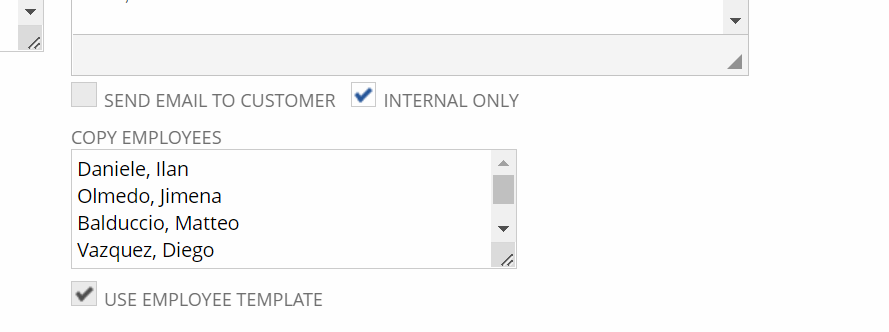 SEND EMAIL TO CUSTOMER INTERNAL ONLY
COPY EMPLOYEES
Daniele, Ilan
Olmedo, Jimena
Balduccio, Matteo
Vazquez, Diego
USE EMPLOYEE TEMPLATE